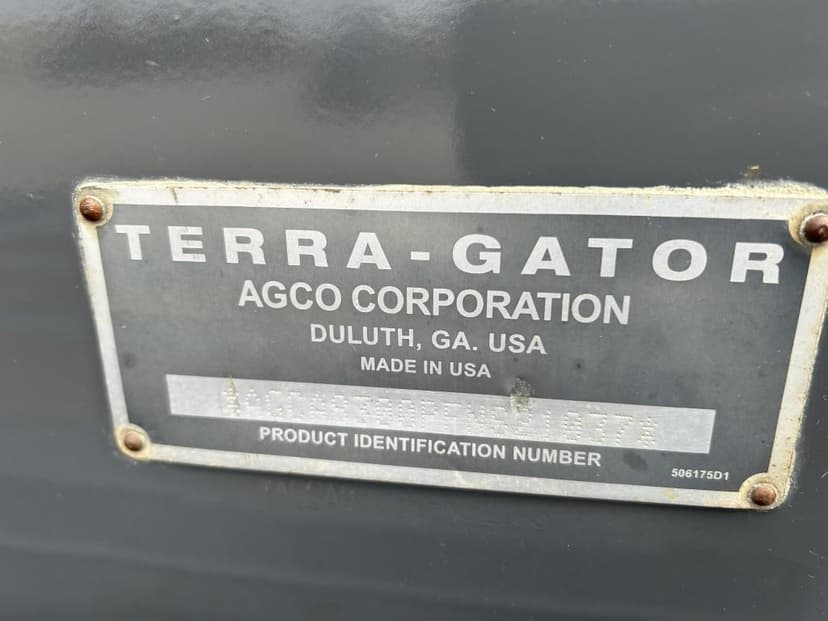 TERRA-GATOR
AGCO CORPORATION
DULUTH, GA. USA
MADE IN USA
PRODUCT IDENTIFICATION NUMBER
506175D1